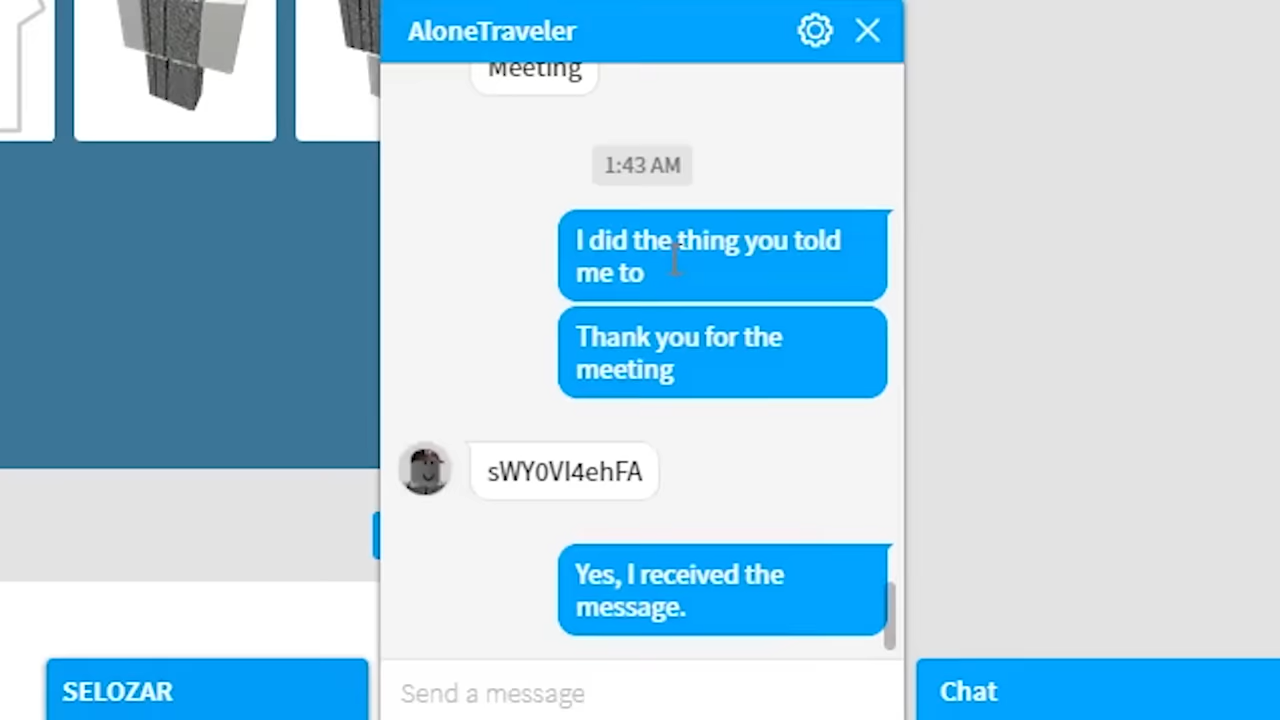 AloneTraveler
Meeting
1:43 AM
I did the thing you told
me to
Thank you for the
meeting
sWY0VI4ehFA
Yes, I received the
message.
Send a message
SELOZAR
Chat